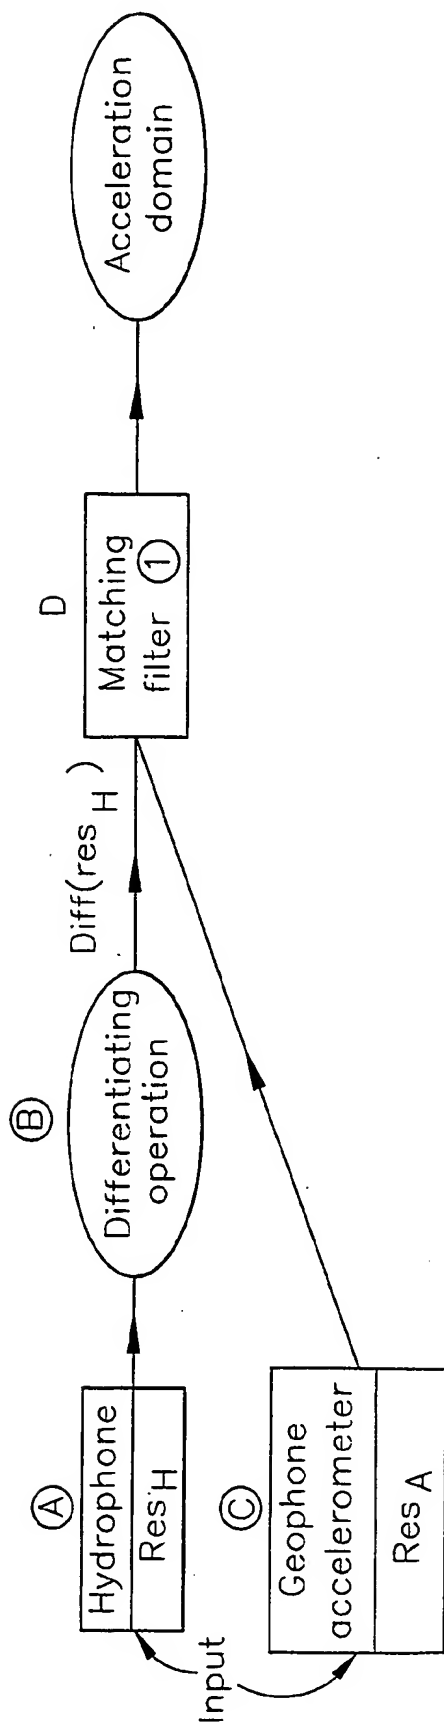 Input
Ⓐ
Hydrophone
Res H
Ⓑ
Differentiating
operation
Diff(res H)
D
Matching
filter ①
Acceleration
domain
Ⓒ
Geophone
accelerometer
Res A